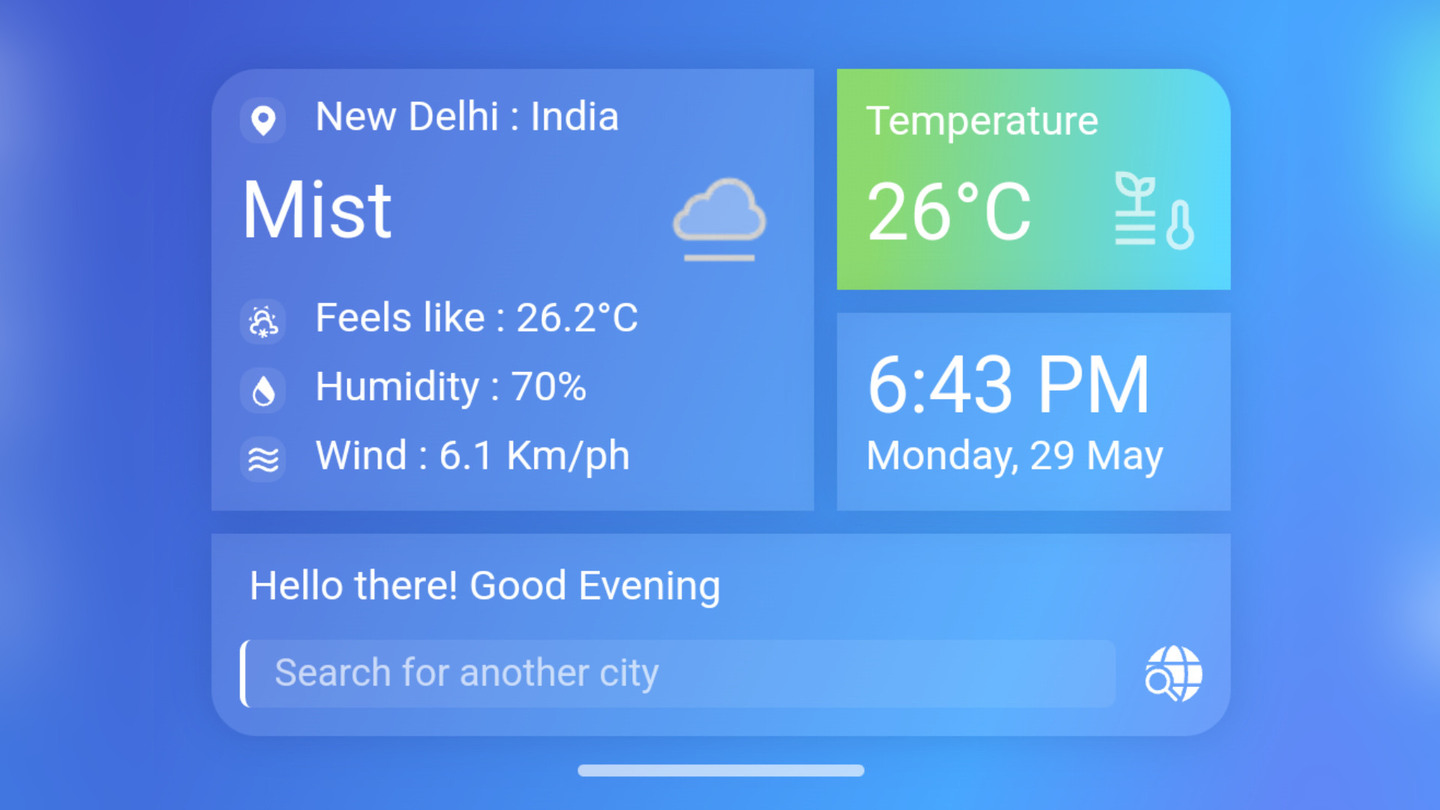 New Delhi : India
Mist
Feels like : 26.2°C
Humidity : 70%
Wind : 6.1 Km/ph
Temperature
26°C
6:43 PM
Monday, 29 May
Hello there! Good Evening
Search for another city